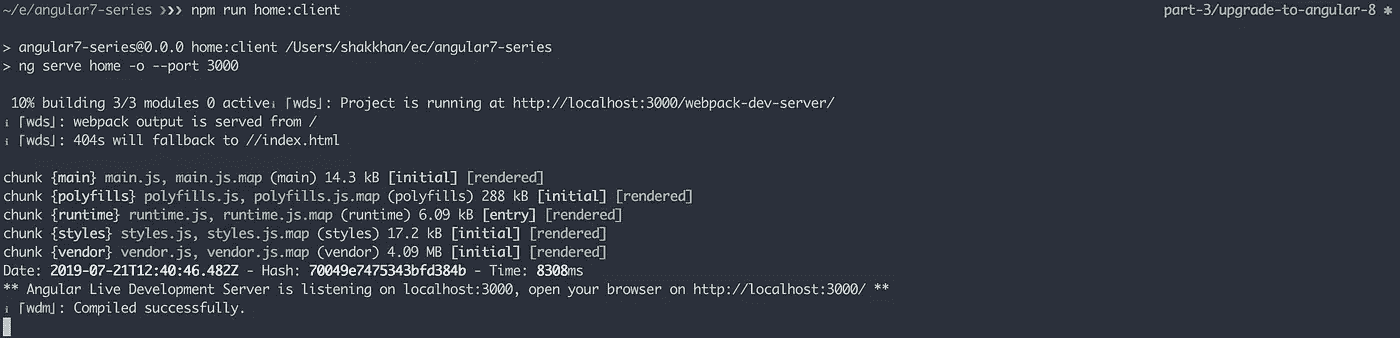 ~/e/angular7-series ❯❯❯ npm run home:client part-3/upgrade-to-angular-8 ✱
> angular7-series@0.0.0 home:client /Users/shakkhan/ec/angular7-series
> ng serve home -o --port 3000
10% building 3/3 modules 0 activeℹ ｢wds｣: Project is running at http://localhost:3000/webpack-dev-server/
ℹ ｢wds｣: webpack output is served from /
ℹ ｢wds｣: 404s will fallback to //index.html
chunk {main} main.js, main.js.map (main) 14.3 kB [initial] [rendered]
chunk {polyfills} polyfills.js, polyfills.js.map (polyfills) 288 kB [initial] [rendered]
chunk {runtime} runtime.js, runtime.js.map (runtime) 6.09 kB [entry] [rendered]
chunk {styles} styles.js, styles.js.map (styles) 17.2 kB [initial] [rendered]
chunk {vendor} vendor.js, vendor.js.map (vendor) 4.09 MB [initial] [rendered]
Date: 2019-07-21T12:40:46.482Z - Hash: 70049e7475343bfd384b - Time: 8308ms
** Angular Live Development Server is listening on localhost:3000, open your browser on http://localhost:3000/ **
ℹ ｢wdm｣: Compiled successfully.